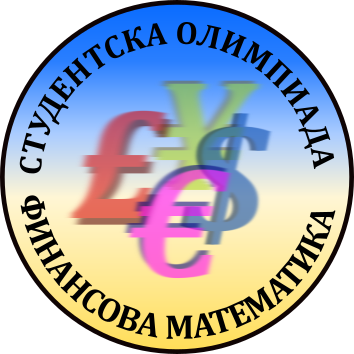 СТУДЕНТСКА ОЛИМПИАДА
£ ¥ $ €
ФИНАНСОВА МАТЕМАТИКА